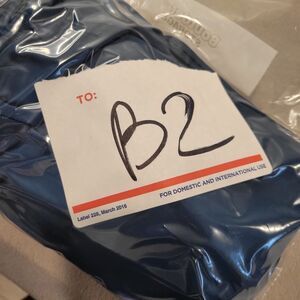 TO:
B2
FOR DOMESTIC AND INTERNATIONAL USE
Label 228, March 2016